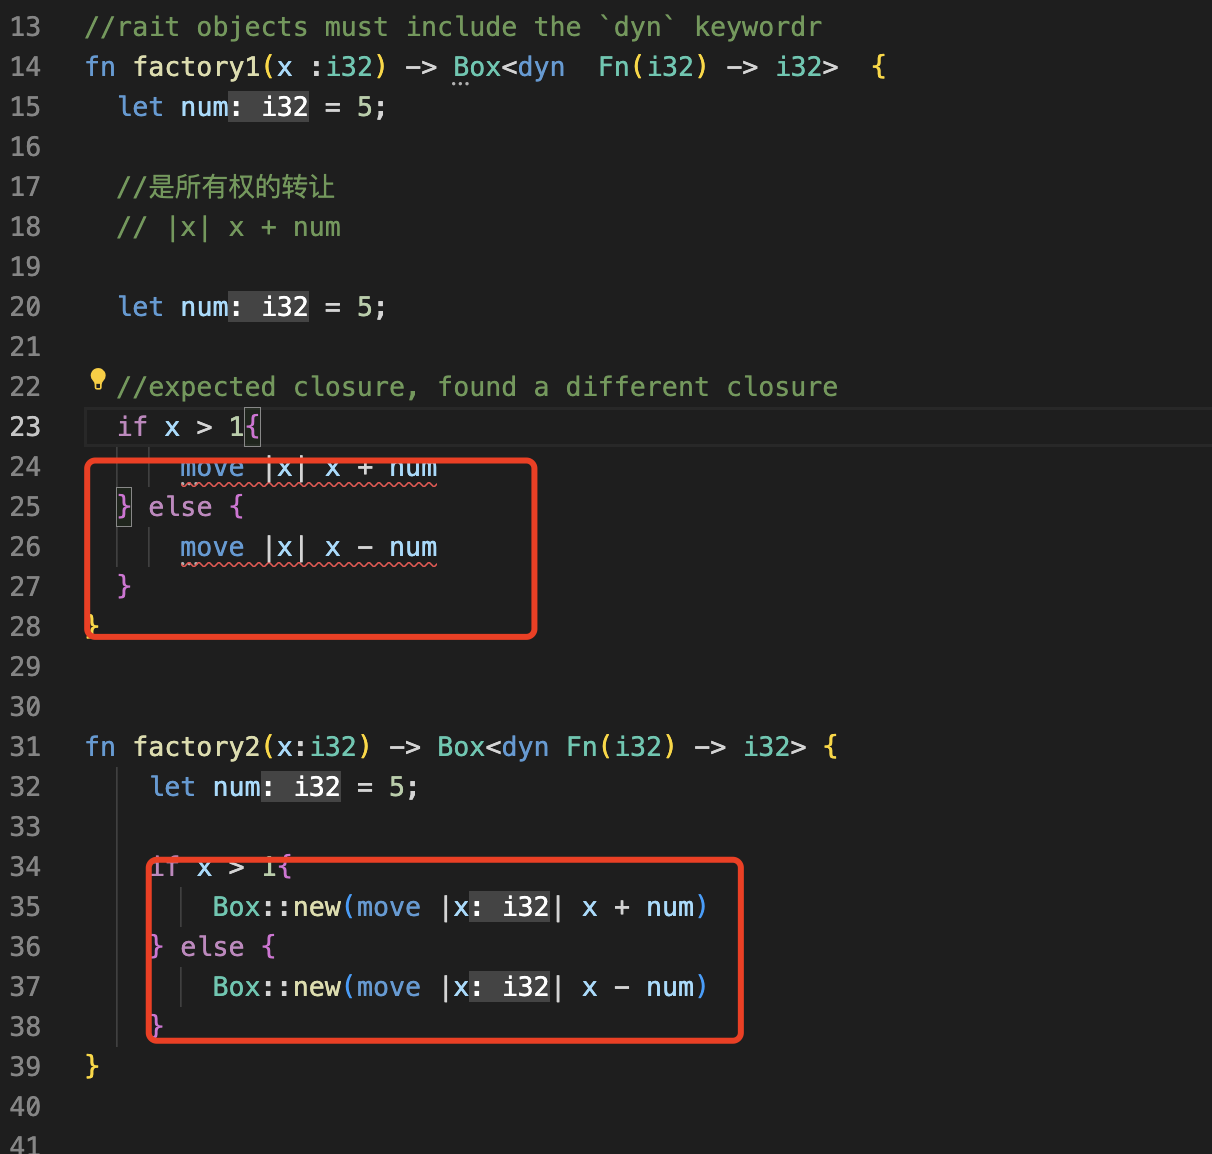 13 //rait objects must include the `dyn` keywordr
14 fn factory1(x :i32) -> Box<dyn  Fn(i32) -> i32>  {
15   let num: i32 = 5;
16
17   //是所有权的转让
18   // |x| x + num
19
20   let num: i32 = 5;
21
22   //expected closure, found a different closure
23   if x > 1{
24       move |x| x + num
25   } else {
26       move |x| x - num
27   }
28 }
29
30
31 fn factory2(x:i32) -> Box<dyn Fn(i32) -> i32> {
32     let num: i32 = 5;
33
34     if x > 1{
35         Box::new(move |x: i32| x + num)
36     } else {
37         Box::new(move |x: i32| x - num)
38     }
39 }
40
41